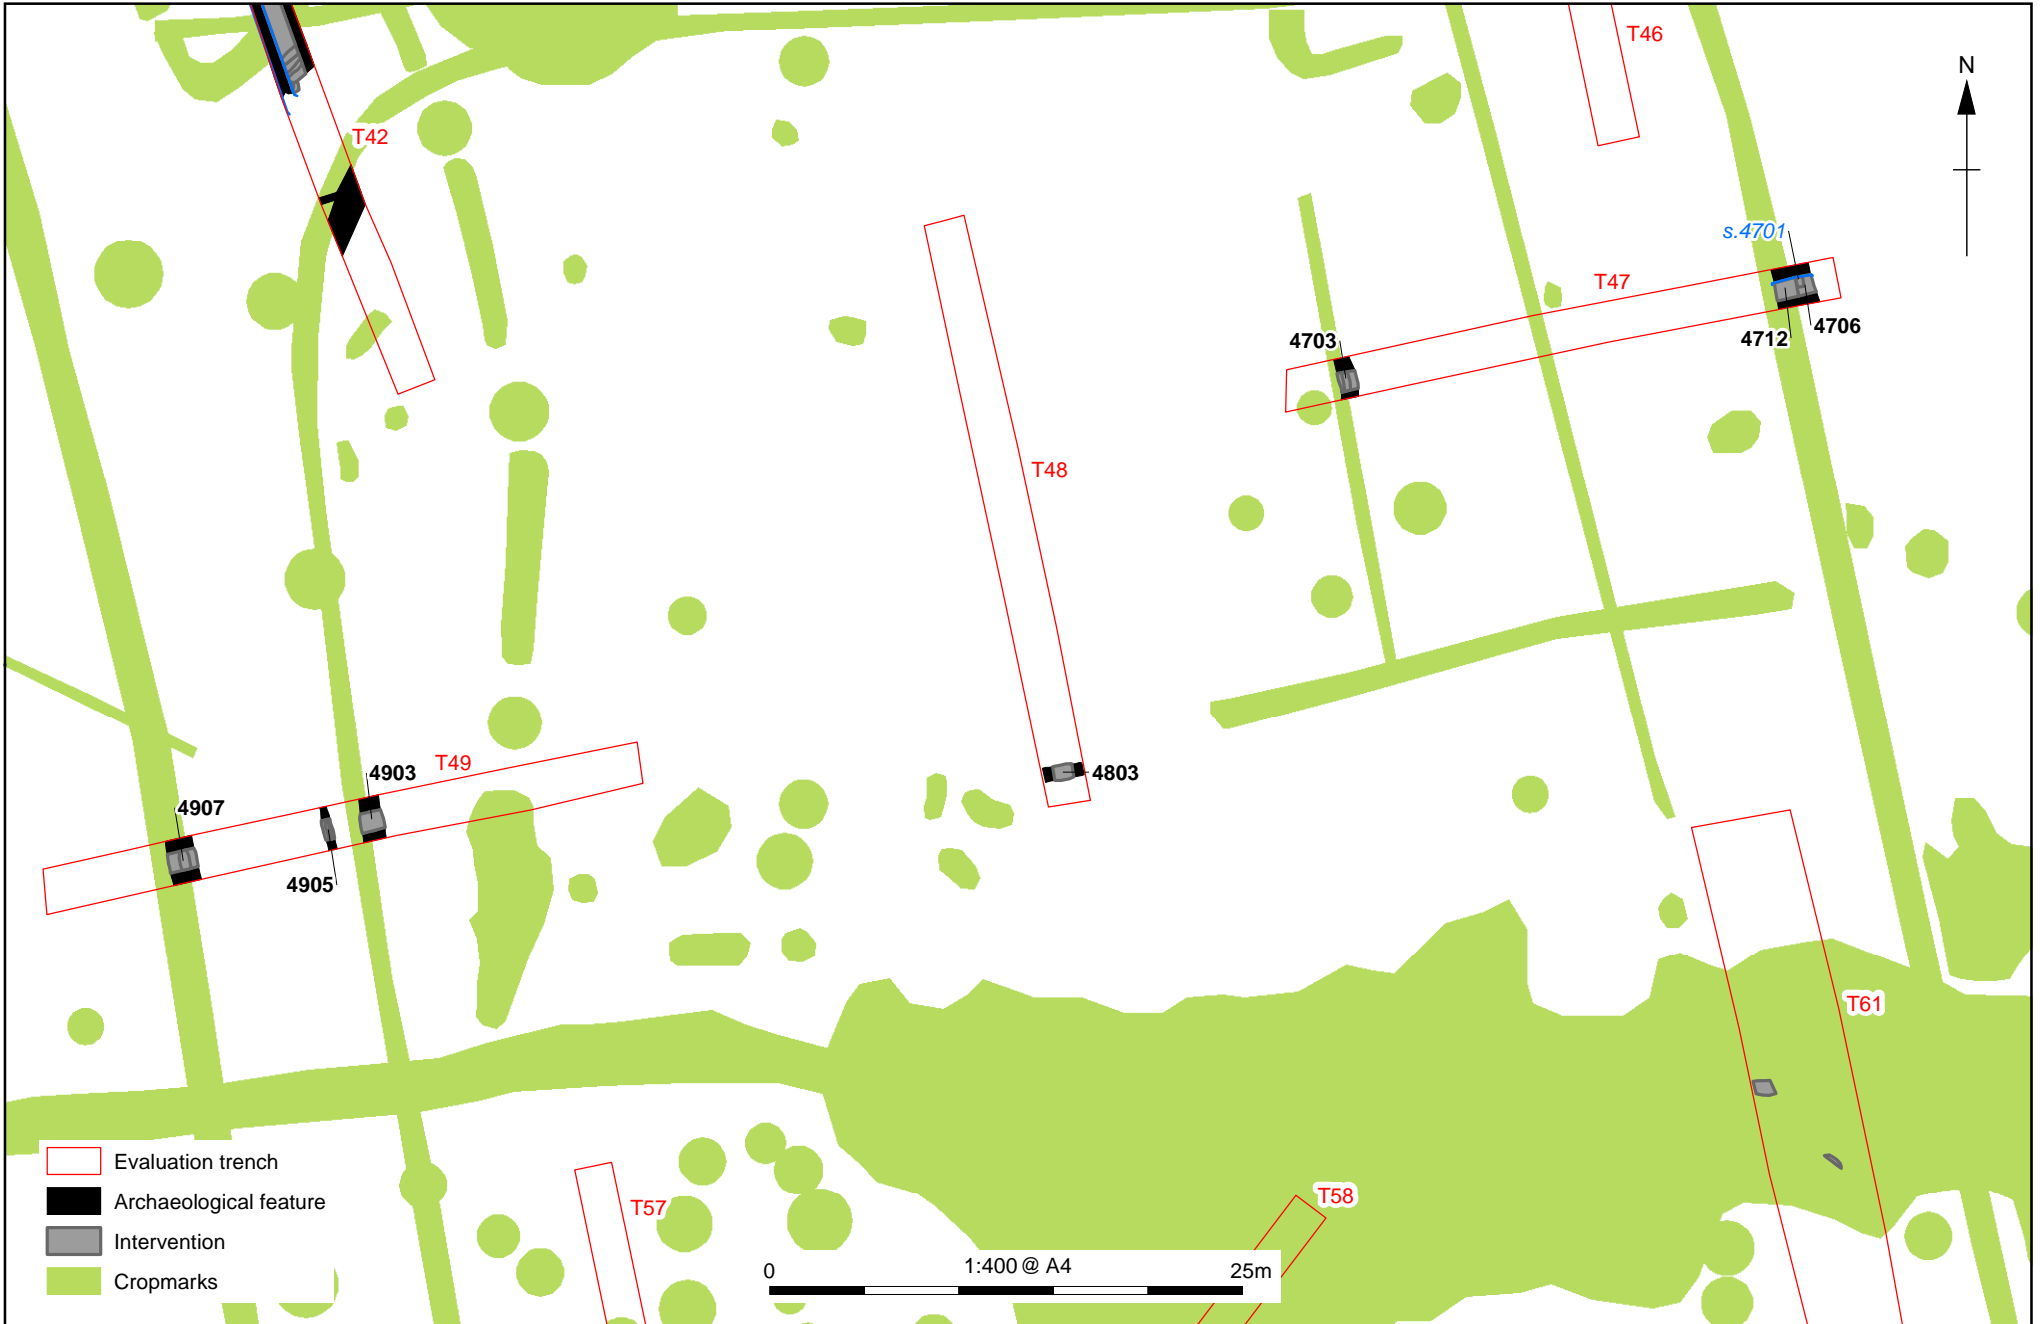 T46
N
T42
s.4701
T47
4706
4712
4703
T48
4803
T49
4903
4907
4905
T61
T58
T57
Evaluation trench
Archaeological feature
Intervention
Cropmarks
0 1:400 @ A4 25m